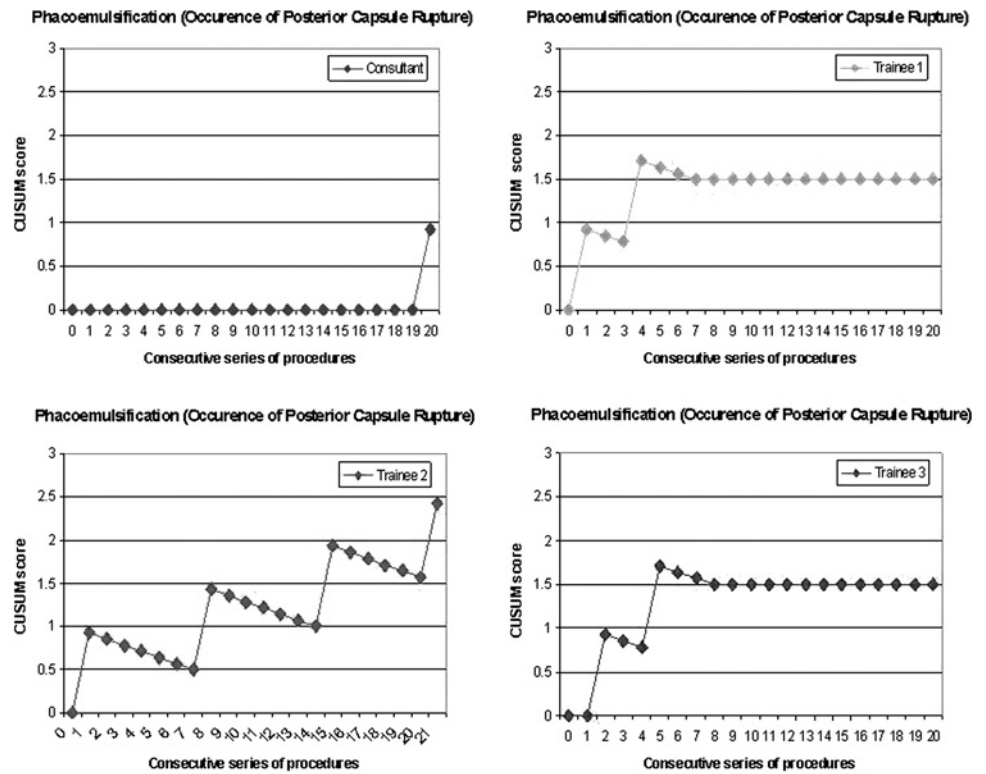 Phacoemulsification (Occurence of Posterior Capsule Rupture)
Consultant
CUSUM score
3
2.5
2
1.5
1
0.5
0
0 1 2 3 4 5 6 7 8 9 10 11 12 13 14 15 16 17 18 19 20
Consecutive series of procedures
Phacoemulsification (Occurence of Posterior Capsule Rupture)
Trainee 1
CUSUM score
3
2.5
2
1.5
1
0.5
0
0 1 2 3 4 5 6 7 8 9 10 11 12 13 14 15 16 17 18 19 20
Consecutive series of procedures
Phacoemulsification (Occurence of Posterior Capsule Rupture)
Trainee 2
CUSUM score
3
2.5
2
1.5
1
0.5
0
0 1 2 3 4 5 6 7 8 9 10 11 12 13 14 15 16 17 18 19 20 21
Consecutive series of procedures
Phacoemulsification (Occurence of Posterior Capsule Rupture)
Trainee 3
CUSUM score
3
2.5
2
1.5
1
0.5
0
0 1 2 3 4 5 6 7 8 9 10 11 12 13 14 15 16 17 18 19 20
Consecutive series of procedures